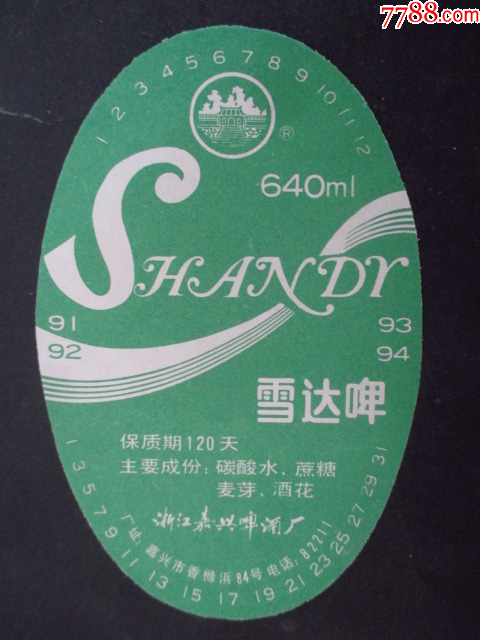 7788.com
1 2 3 4 5 6 7 8 9 10 11 12
®
640ml
SHANDY
91 93
92 94
雪达啤
保质期120天
主要成份：碳酸水、蔗糖
麦芽、酒花
浙江嘉兴啤酒厂
厂址：嘉兴市香橼浜84号 电话：82211
1 3 5 7 9 11 13 15 17 19 21 23 25 27 29 31